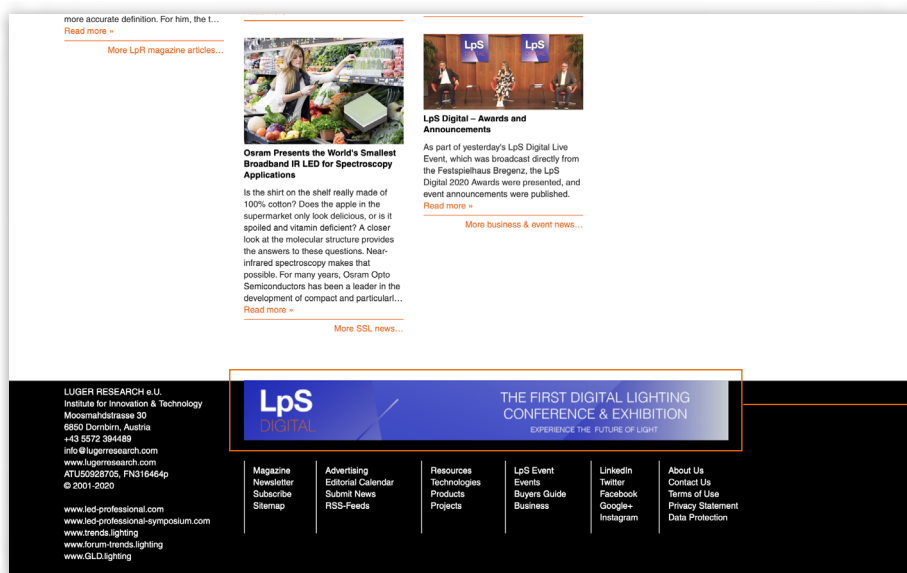 more accurate definition. For him, the t…
Read more »
More LpR magazine articles…
Osram Presents the World's Smallest
Broadband IR LED for Spectroscopy
Applications
Is the shirt on the shelf really made of
100% cotton? Does the apple in the
supermarket only look delicious, or is it
spoiled and vitamin deficient? A closer
look at the molecular structure provides
the answers to these questions. Near-
infrared spectroscopy makes that
possible. For many years, Osram Opto
Semiconductors has been a leader in the
development of compact and particularl…
Read more »
More SSL news…
LpS
LpS
LpS Digital – Awards and
Announcements
As part of yesterday's LpS Digital Live
Event, which was broadcast directly from
the Festspielhaus Bregenz, the LpS
Digital 2020 Awards were presented, and
event announcements were published.
Read more »
More business & event news…
LUGER RESEARCH e.U.
Institute for Innovation & Technology
Moosmahdstrasse 30
6850 Dornbirn, Austria
+43 5572 394489
info@lugerresearch.com
www.lugerresearch.com
ATU50928705, FN316464p
© 2001-2020
www.led-professional.com
www.led-professional-symposium.com
www.trends.lighting
www.forum-trends.lighting
www.GLD.lighting
LpS
DIGITAL
THE FIRST DIGITAL LIGHTING
CONFERENCE & EXHIBITION
EXPERIENCE THE FUTURE OF LIGHT
Magazine
Newsletter
Subscribe
Sitemap
Advertising
Editorial Calendar
Submit News
RSS-Feeds
Resources
Technologies
Products
Projects
LpS Event
Events
Buyers Guide
Business
LinkedIn
Twitter
Facebook
Google+
Instagram
About Us
Contact Us
Terms of Use
Privacy Statement
Data Protection